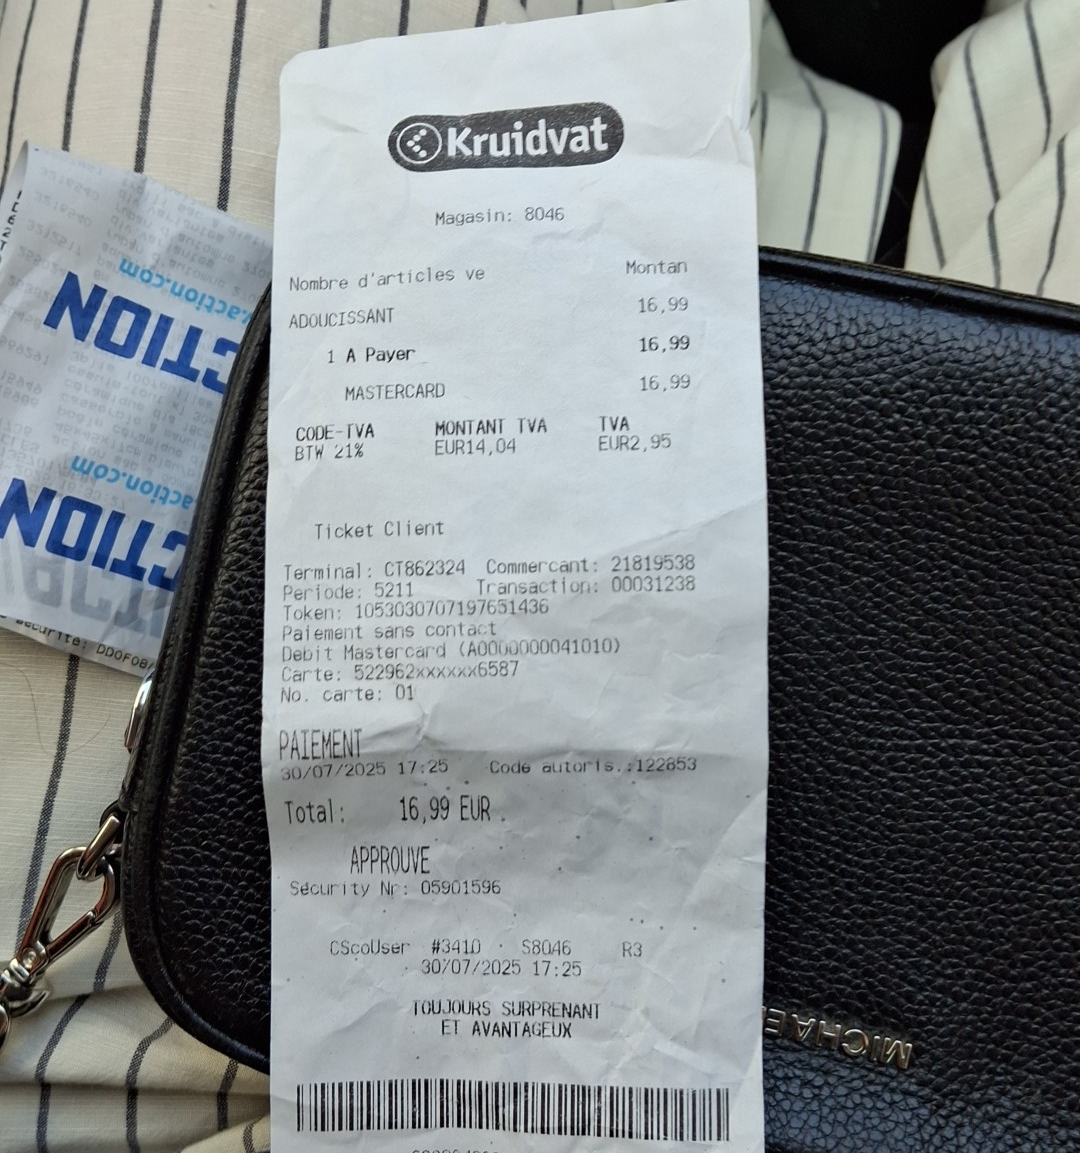 Kruidvat
Magasin: 8046
Nombre d'articles ve Montan
ADOUCISSANT 16,99
1 A Payer 16,99
MASTERCARD 16,99
CODE-TVA MONTANT TVA TVA
BTW 21% EUR14,04 EUR2,95
Ticket Client
Terminal: CT862324 Commercant: 21819538
Periode: 5211 Transaction: 00031238
Token: 1053030707197651436
Paiement sans contact
Debit Mastercard (A0000000041010)
Carte: 522962xxxxxx6587
No. carte: 01
PAIEMENT
30/07/2025 17:25 Code autoris.:122853
Total: 16,99 EUR
APPROUVE
Security Nr: 05901596
CScoUser #3410 S8046 R3
30/07/2025 17:25
TOUJOURS SURPRENANT
ET AVANTAGEUX
action.com
CTION
action.com
CTION
MICHAE